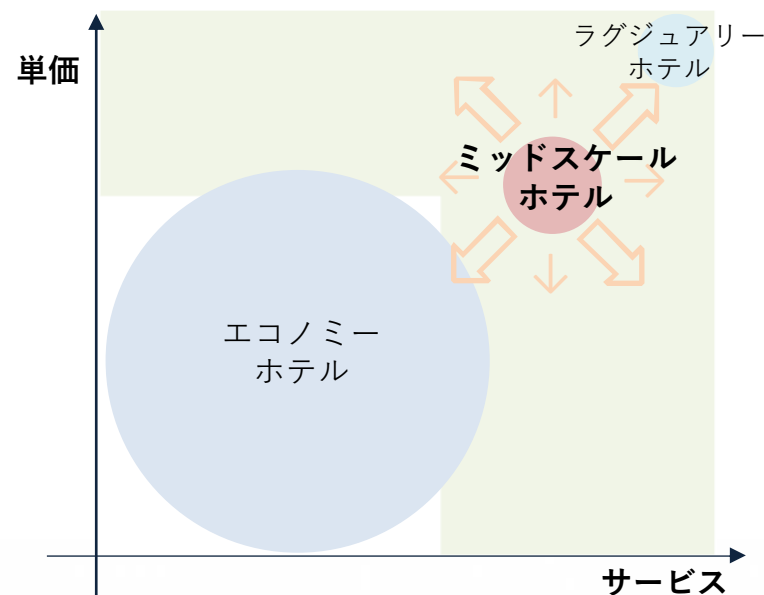 ラグジュアリー
ホテル
単価
ミッドスケール
ホテル
エコノミー
ホテル
サービス